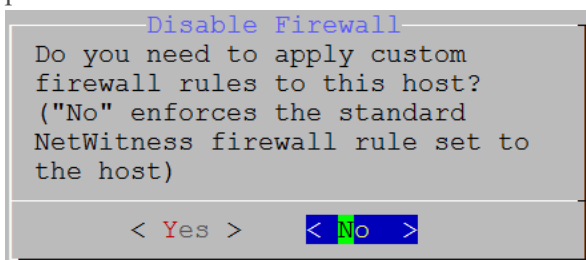 Disable Firewall
Do you need to apply custom
firewall rules to this host?
("No" enforces the standard
NetWitness firewall rule set to
the host)
< Yes > < No >